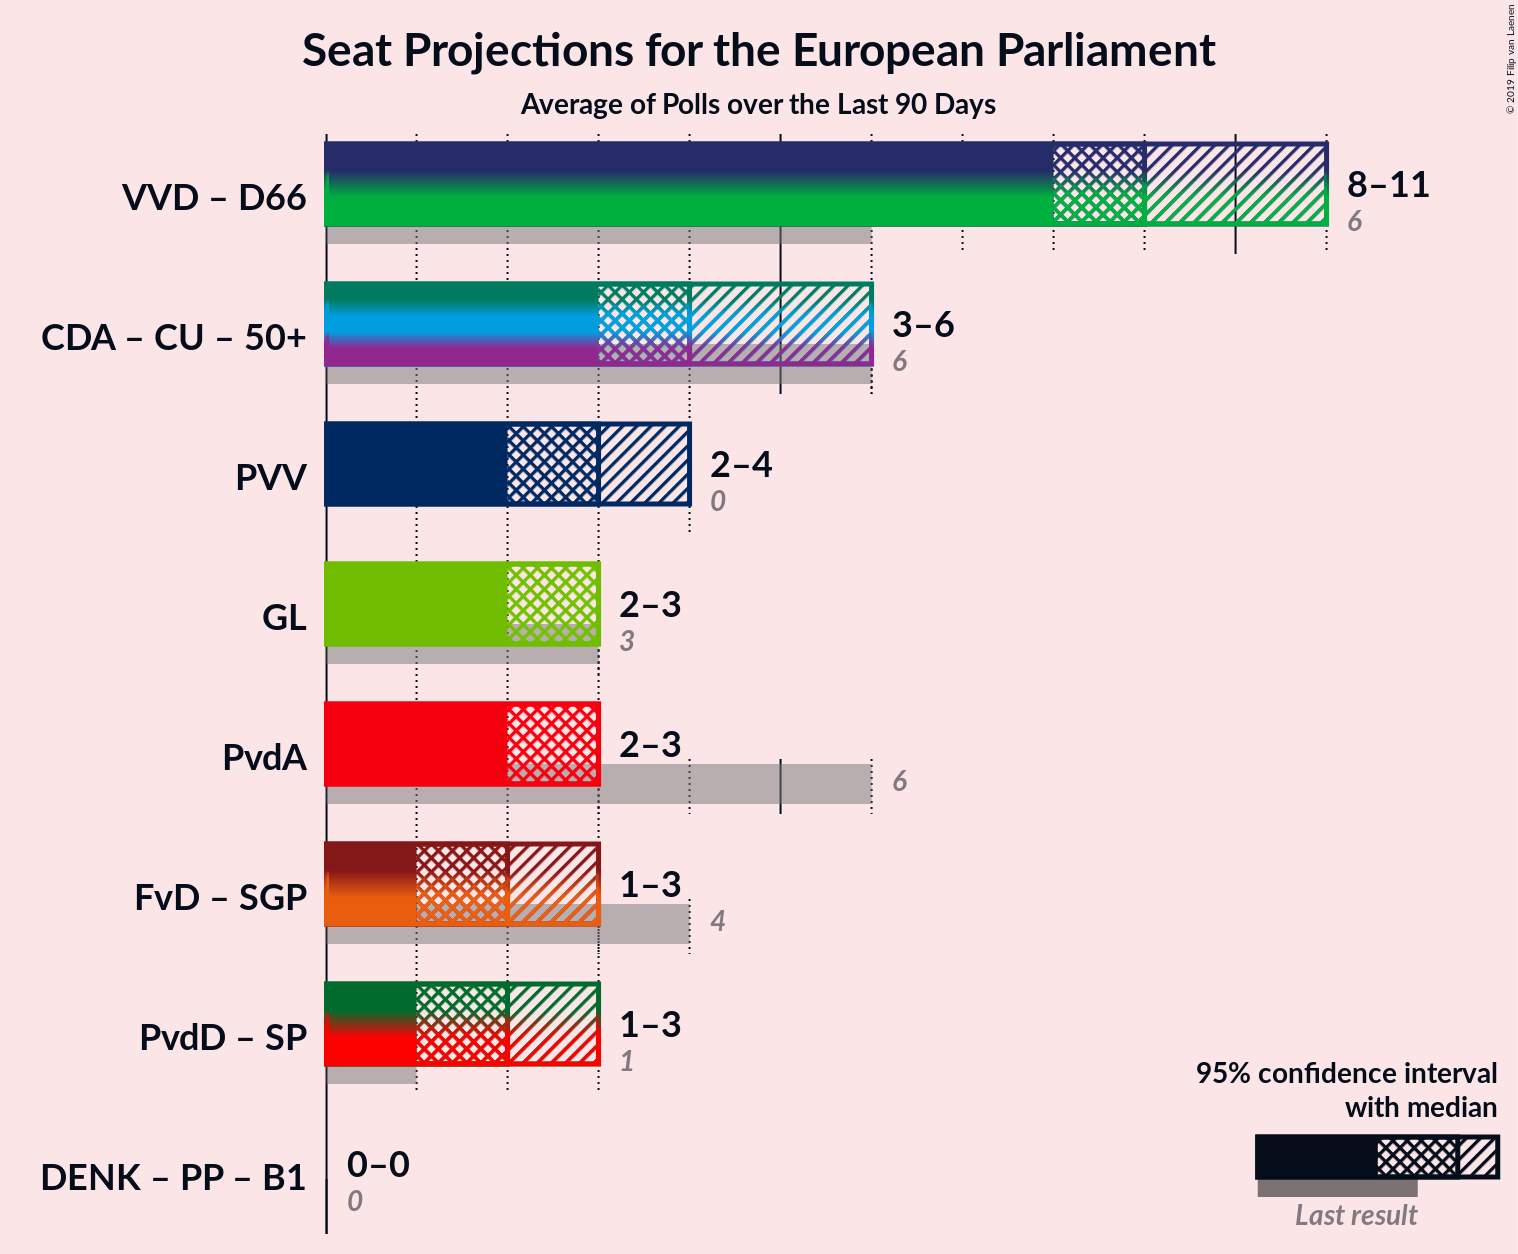 Seat Projections for the European Parliament
Average of Polls over the Last 90 Days
© 2019 Filip van Laenen
VVD – D66
8–11
6
CDA – CU – 50+
3–6
6
PVV
2–4
0
GL
2–3
3
PvdA
2–3
6
FvD – SGP
1–3
4
PvdD – SP
1–3
1
DENK – PP – B1
0–0
0
95% confidence interval
with median
Last result